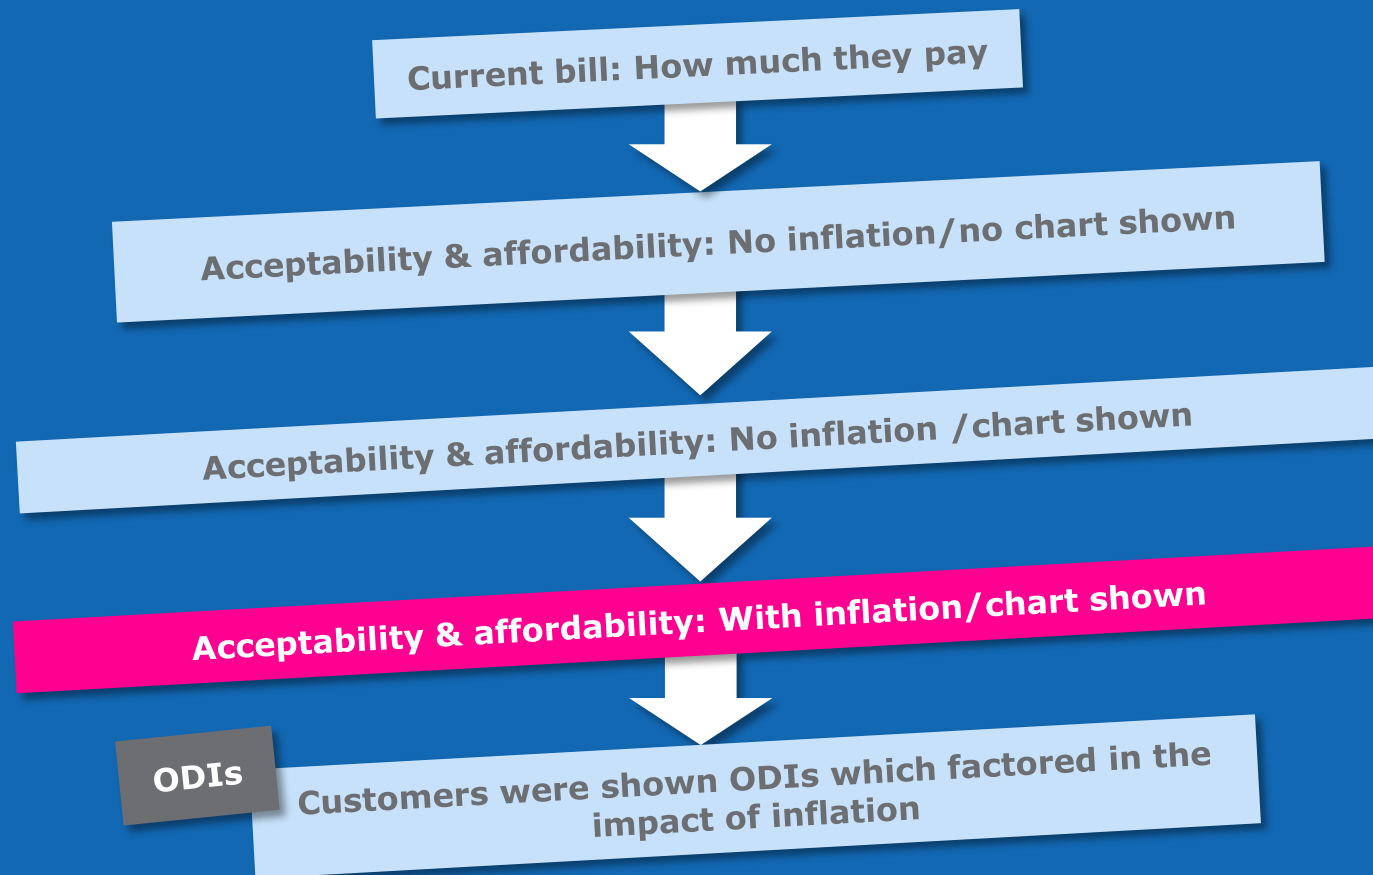 Current bill: How much they pay
Acceptability & affordability: No inflation/no chart shown
Acceptability & affordability: No inflation /chart shown
Acceptability & affordability: With inflation/chart shown
ODIs
Customers were shown ODIs which factored in the
impact of inflation